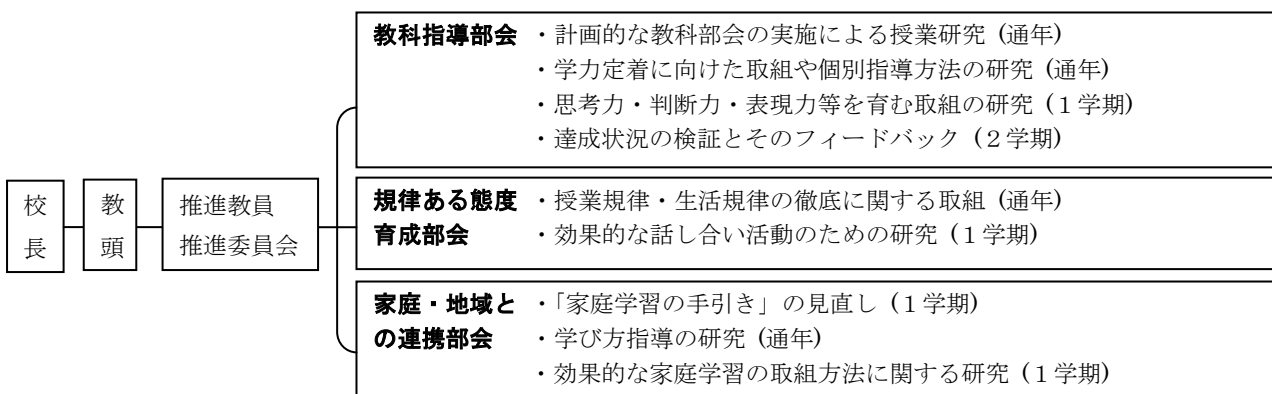 教科指導部会 ・計画的な教科部会の実施による授業研究 (通年)
・学力定着に向けた取組や個別指導方法の研究 (通年)
・思考力・判断力・表現力等を育む取組の研究 (1学期)
・達成状況の検証とそのフィードバック (2学期)
校長
教頭
推進教員
推進委員会
規律ある態度 ・授業規律・生活規律の徹底に関する取組 (通年)
育成部会 ・効果的な話し合い活動のための研究 (1学期)
家庭・地域と ・「家庭学習の手引き」の見直し (1学期)
の連携部会 ・学び方指導の研究 (通年)
・効果的な家庭学習の取組方法に関する研究 (1学期)